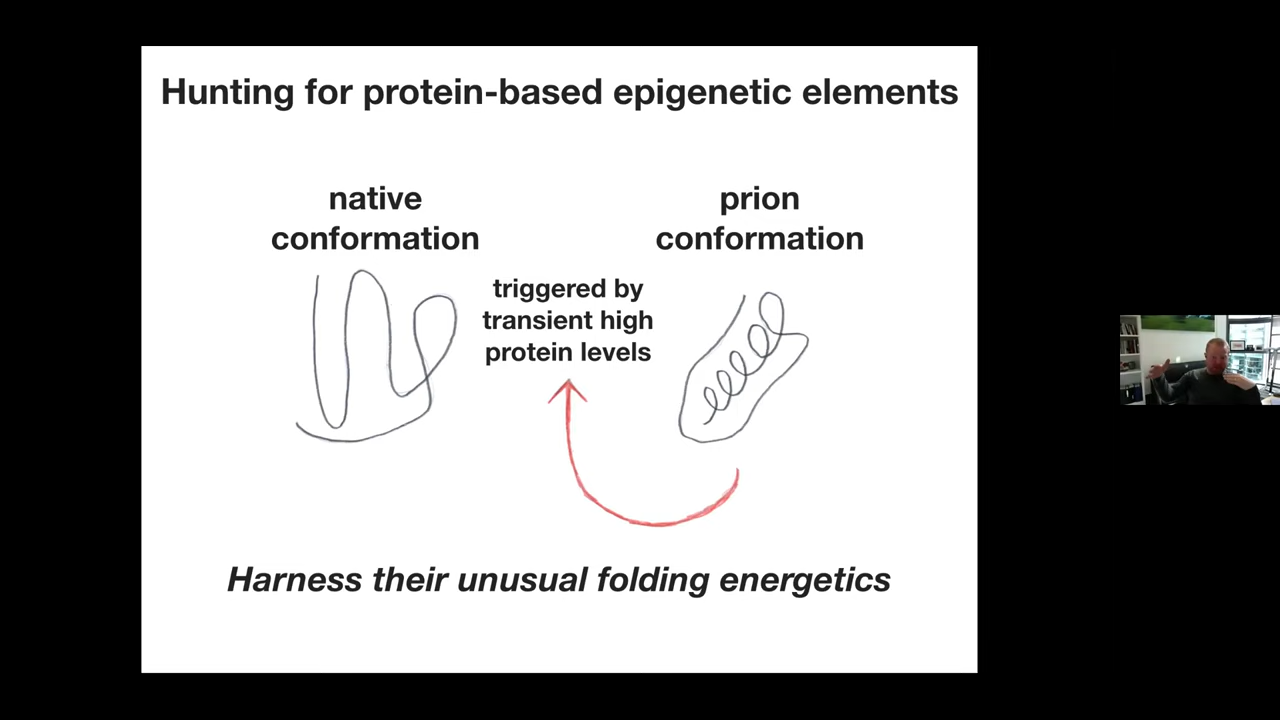 Hunting for protein-based epigenetic elements
native
conformation
prion
conformation
triggered by
transient high
protein levels
Harness their unusual folding energetics